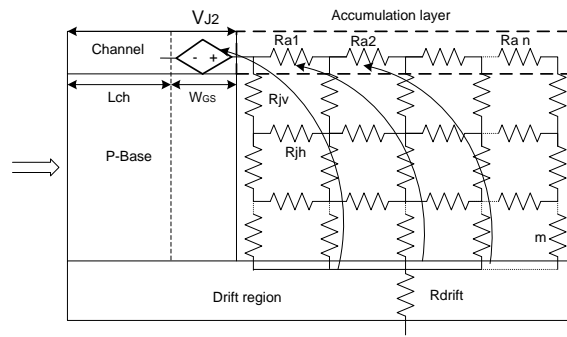 VJ2
Accumulation layer
Channel
- +
Ra1
Ra2
Ra n
Lch
WGS
Rjv
P-Base
Rjh
m
Drift region
Rdrift